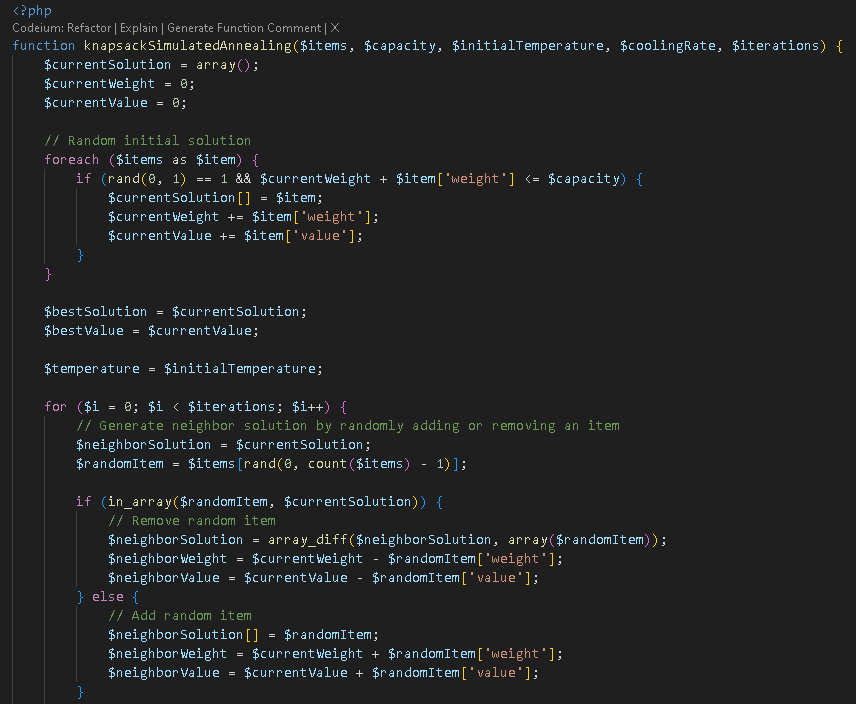 <?php
Codeium: Refactor | Explain | Generate Function Comment | X
function knapsackSimulatedAnnealing($items, $capacity, $initialTemperature, $coolingRate, $iterations) {
    $currentSolution = array();
    $currentWeight = 0;
    $currentValue = 0;

    // Random initial solution
    foreach ($items as $item) {
        if (rand(0, 1) == 1 && $currentWeight + $item['weight'] <= $capacity) {
            $currentSolution[] = $item;
            $currentWeight += $item['weight'];
            $currentValue += $item['value'];
        }
    }

    $bestSolution = $currentSolution;
    $bestValue = $currentValue;

    $temperature = $initialTemperature;

    for ($i = 0; $i < $iterations; $i++) {
        // Generate neighbor solution by randomly adding or removing an item
        $neighborSolution = $currentSolution;
        $randomItem = $items[rand(0, count($items) - 1)];

        if (in_array($randomItem, $currentSolution)) {
            // Remove random item
            $neighborSolution = array_diff($neighborSolution, array($randomItem));
            $neighborWeight = $currentWeight - $randomItem['weight'];
            $neighborValue = $currentValue - $randomItem['value'];
        } else {
            // Add random item
            $neighborSolution[] = $randomItem;
            $neighborWeight = $currentWeight + $randomItem['weight'];
            $neighborValue = $currentValue + $randomItem['value'];
        }